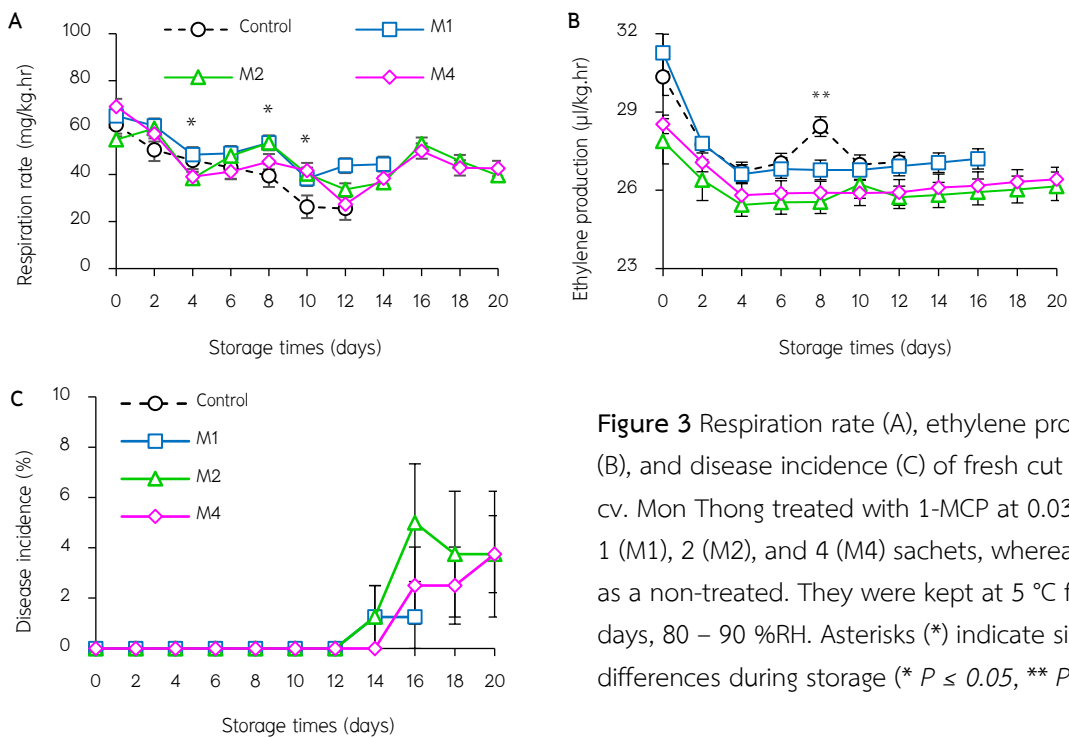 A
Respiration rate (mg/kg.hr)
100
80
60
40
20
0
Control
M1
M2
M4
*
*
*
0 2 4 6 8 10 12 14 16 18 20
Storage times (days)
B
Ethylene production (µl/kg.hr)
32
29
26
23
**
0 2 4 6 8 10 12 14 16 18 20
Storage times (days)
C
Disease incidence (%)
10
8
6
4
2
0
Control
M1
M2
M4
0 2 4 6 8 10 12 14 16 18 20
Storage times (days)
Figure 3 Respiration rate (A), ethylene pro
(B), and disease incidence (C) of fresh cut
cv. Mon Thong treated with 1-MCP at 0.03
1 (M1), 2 (M2), and 4 (M4) sachets, wherea
as a non-treated. They were kept at 5 °C f
days, 80 – 90 %RH. Asterisks (*) indicate si
differences during storage (* P ≤ 0.05, ** P